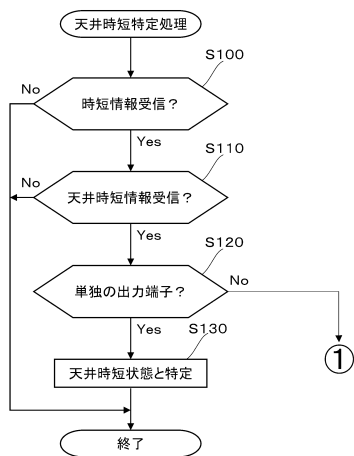 天井時短特定処理
S100
No
時短情報受信？
Yes
S110
No
天井時短情報受信？
Yes
S120
単独の出力端子？
No
Yes
S130
天井時短状態と特定
①
終了